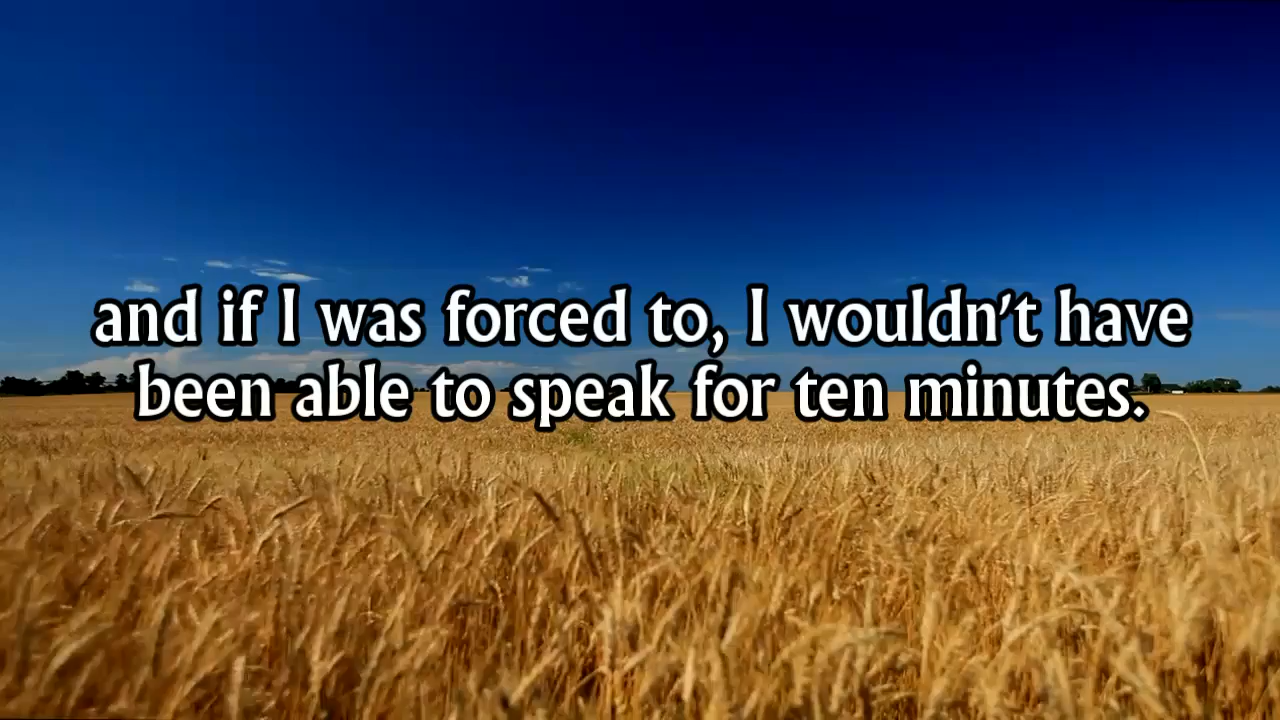 and if I was forced to, I wouldn't have
been able to speak for ten minutes.